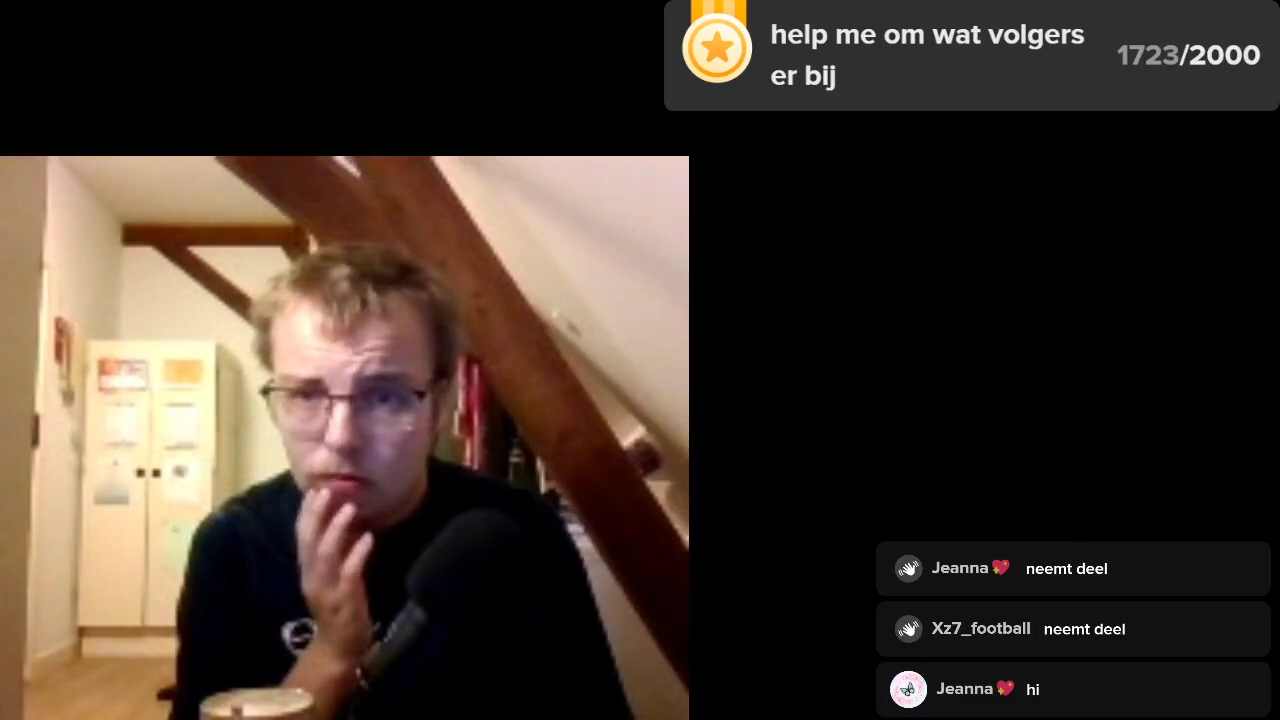 help me om wat volgers
er bij
1723/2000
Jeanna💖 neemt deel
Xz7_football neemt deel
Jeanna💖 hi